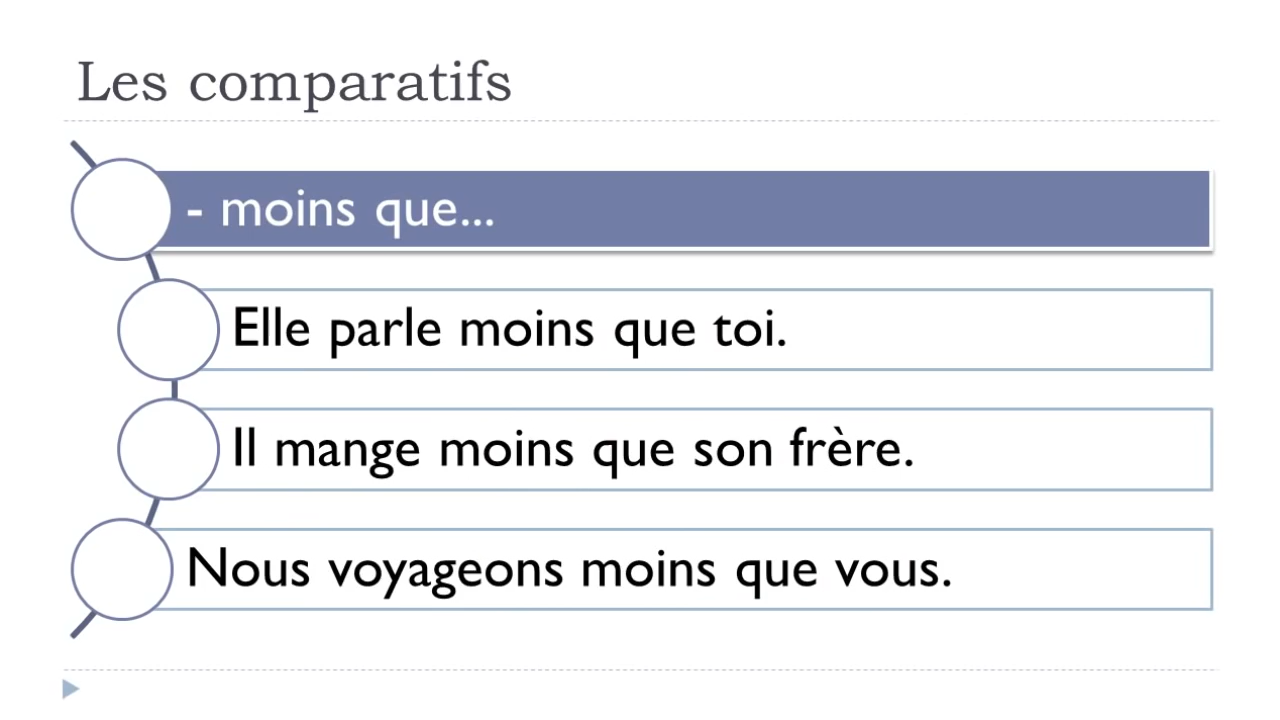 Les comparatifs
- moins que...
Elle parle moins que toi.
Il mange moins que son frère.
Nous voyageons moins que vous.